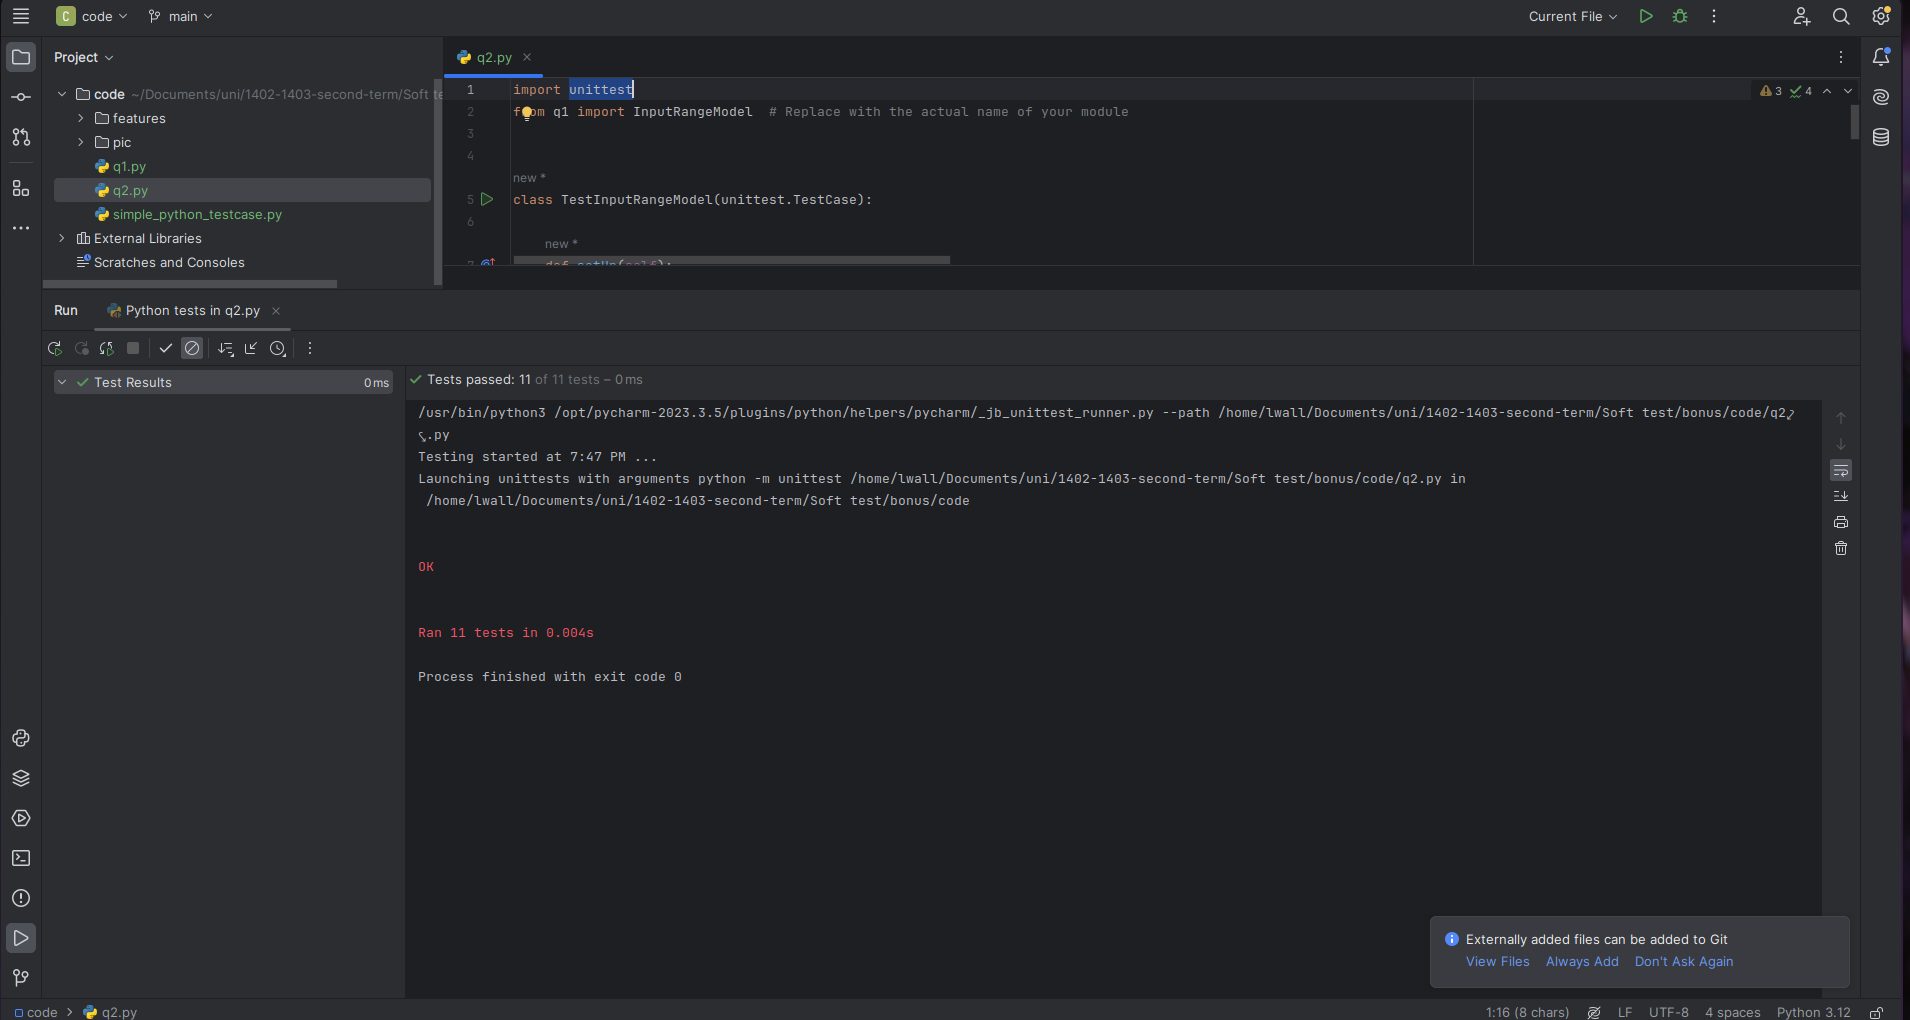 C code main Current File
Project
q2.py
code ~/Documents/uni/1402-1403-second-term/Soft te
features
pic
q1.py
q2.py
simple_python_testcase.py
External Libraries
Scratches and Consoles
1 import unittest
3 4
2 from q1 import InputRangeModel # Replace with the actual name of your module
3
4
new *
5 class TestInputRangeModel(unittest.TestCase):
6
new *
7 def setUp(self):
Run Python tests in q2.py
Test Results 0 ms
Tests passed: 11 of 11 tests – 0 ms
/usr/bin/python3 /opt/pycharm-2023.3.5/plugins/python/helpers/pycharm/_jb_unittest_runner.py --path /home/lwall/Documents/uni/1402-1403-second-term/Soft test/bonus/code/q2
.py
Testing started at 7:47 PM ...
Launching unittests with arguments python -m unittest /home/lwall/Documents/uni/1402-1403-second-term/Soft test/bonus/code/q2.py in
/home/lwall/Documents/uni/1402-1403-second-term/Soft test/bonus/code
OK
Ran 11 tests in 0.004s
Process finished with exit code 0
Externally added files can be added to Git
View Files Always Add Don't Ask Again
code > q2.py
1:16 (8 chars) LF UTF-8 4 spaces Python 3.12